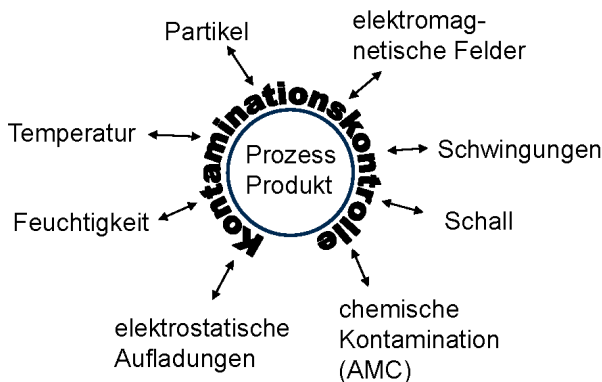 Partikel
elektromag-
netische Felder
Kontaminationskontrolle
Temperatur
Prozess
Produkt
Schwingungen
Feuchtigkeit
Schall
elektrostatische
Aufladungen
chemische
Kontamination
(AMC)